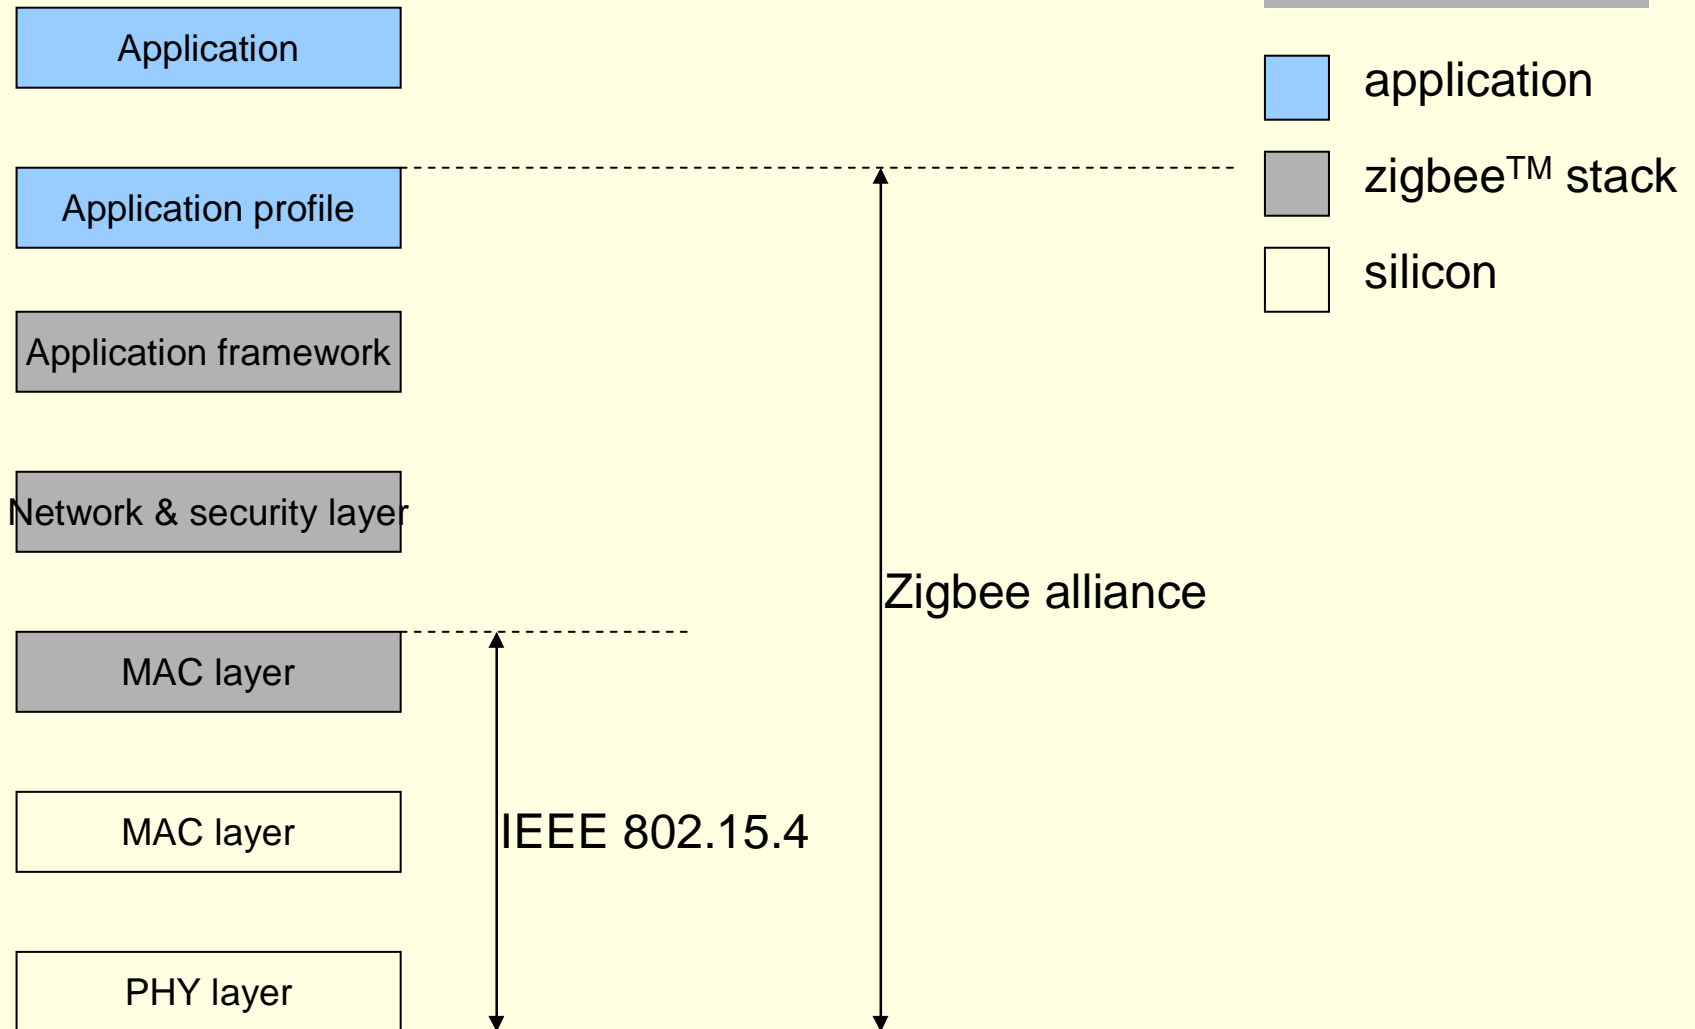 Application
Application profile
Application framework
Network & security layer
MAC layer
MAC layer
PHY layer
IEEE 802.15.4
Zigbee alliance
application
zigbee™ stack
silicon